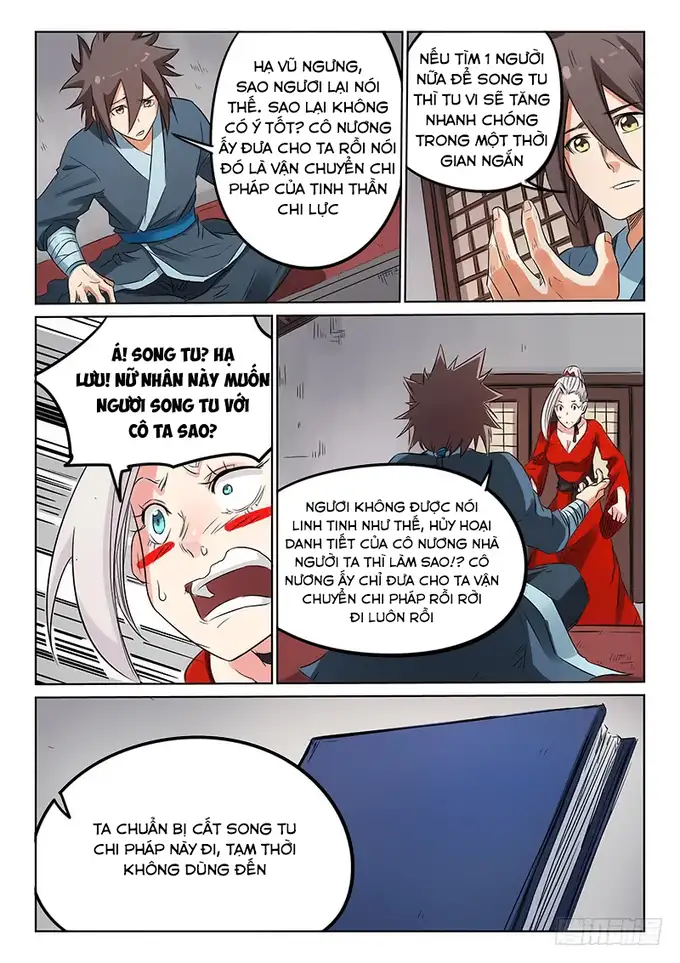 HẠ VŨ NGƯNG,
SAO NGƯƠI LẠI NÓI
THẾ. SAO LẠI KHÔNG
CÓ Ý TỐT? CÔ NƯƠNG
ẤY ĐƯA CHO TA RỒI NÓI
ĐÓ LÀ VẬN CHUYỂN CHI
PHÁP CỦA TINH THẦN
CHI LỰC
NẾU TÌM 1 NGƯỜI
NỮA ĐỂ SONG TU
THÌ TU VI SẼ TĂNG
NHANH CHÓNG
TRONG MỘT THỜI
GIAN NGẮN
Á! SONG TU? HẠ
LƯU! NỮ NHÂN NÀY MUỐN
NGƯƠI SONG TU VỚI
CÔ TA SAO?
NGƯƠI KHÔNG ĐƯỢC NÓI
LINH TINH NHƯ THẾ, HỦY HOẠI
DANH TIẾT CỦA CÔ NƯƠNG NHÀ
NGƯỜI TA THÌ LÀM SAO!? CÔ
NƯƠNG ẤY CHỈ ĐƯA CHO TA VẬN
CHUYỂN CHI PHÁP RỒI RỜI
ĐI LUÔN RỒI
TA CHUẨN BỊ CẤT SONG TU
CHI PHÁP NÀY ĐI, TẠM THỜI
KHÔNG DÙNG ĐẾN